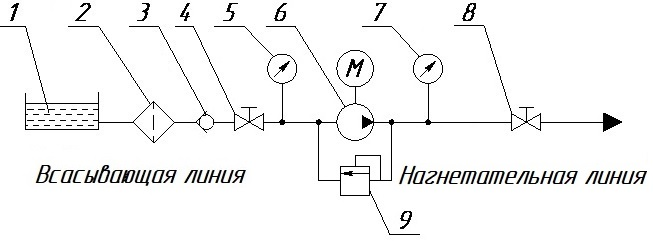 1 2 3 4 5 6 7 8
М
Всасывающая линия
Нагнетательная линия
9